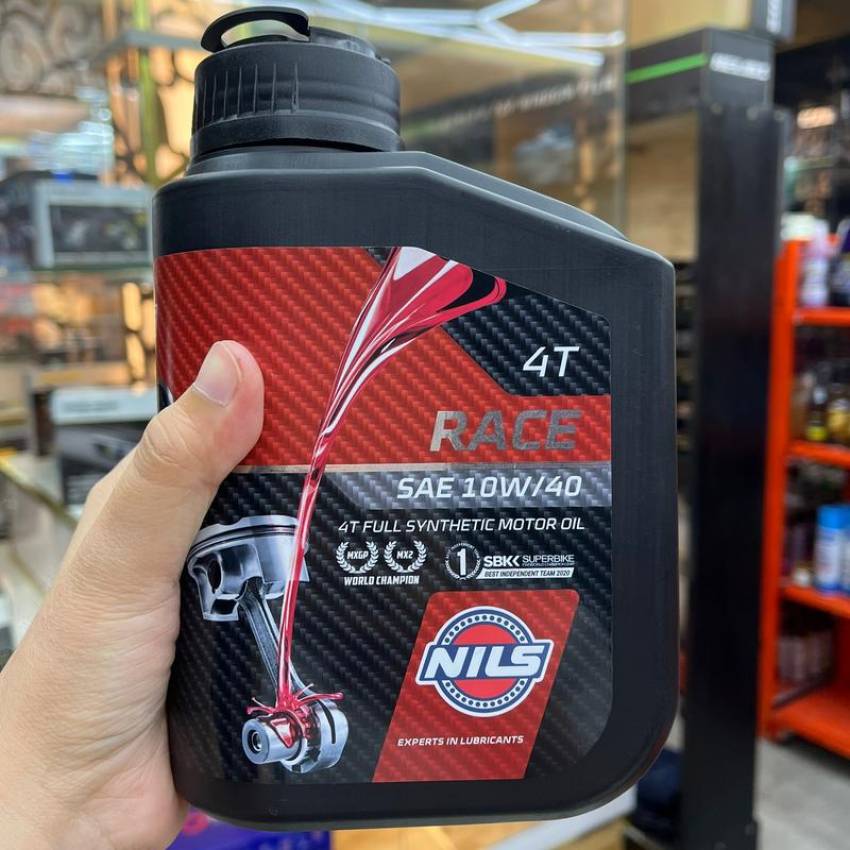 4T
RACE
SAE 10W/40
4T FULL SYNTHETIC MOTOR OIL
MXGP MX2 1 SBK SUPERBIKE
WORLD CHAMPION BEST INDEPENDENT TEAM 2020
NILS
EXPERTS IN LUBRICANTS